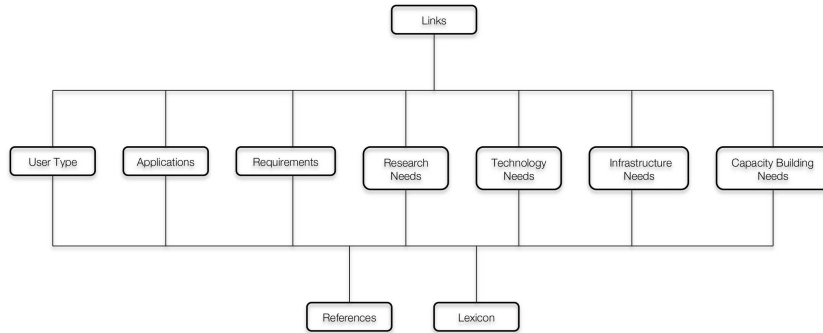 Links
User Type
Applications
Requirements
Research
Needs
Technology
Needs
Infrastructure
Needs
Capacity Building
Needs
References
Lexicon